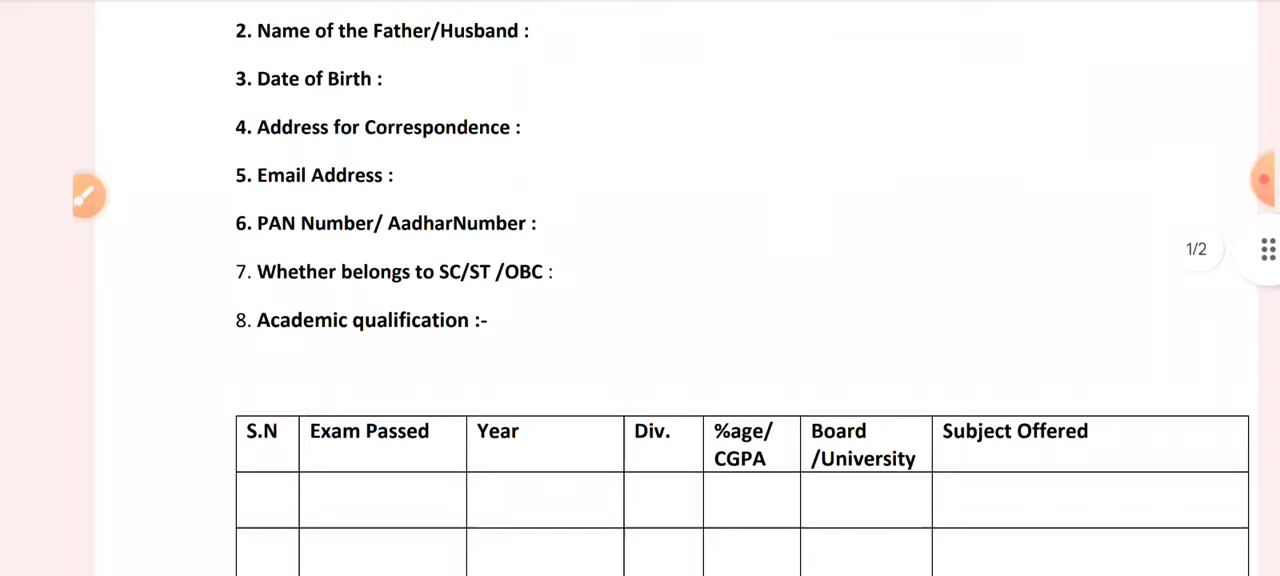 2. Name of the Father/Husband :
3. Date of Birth :
4. Address for Correspondence :
5. Email Address :
6. PAN Number/ AadharNumber :
1/2
7. Whether belongs to SC/ST /OBC :
8. Academic qualification :-
S.N Exam Passed Year Div. %age/ Board Subject Offered
CGPA /University